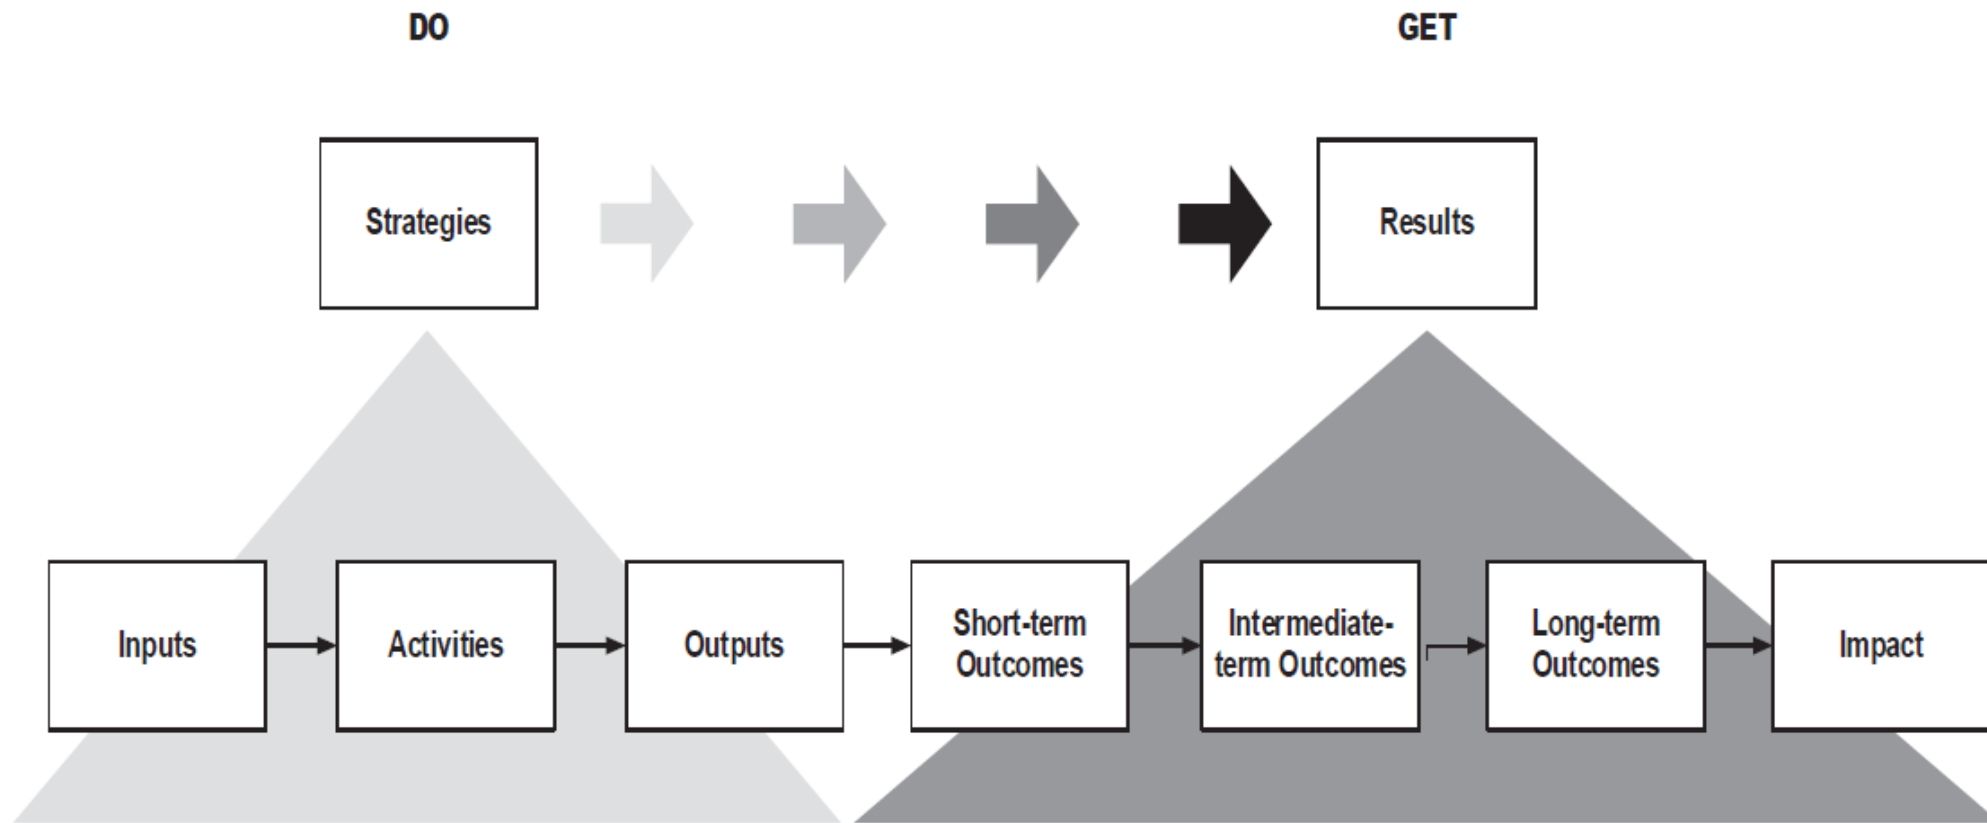 DO
GET
Strategies
Results
Inputs
Activities
Outputs
Short-term
Outcomes
Intermediate-
term Outcomes
Long-term
Outcomes
Impact